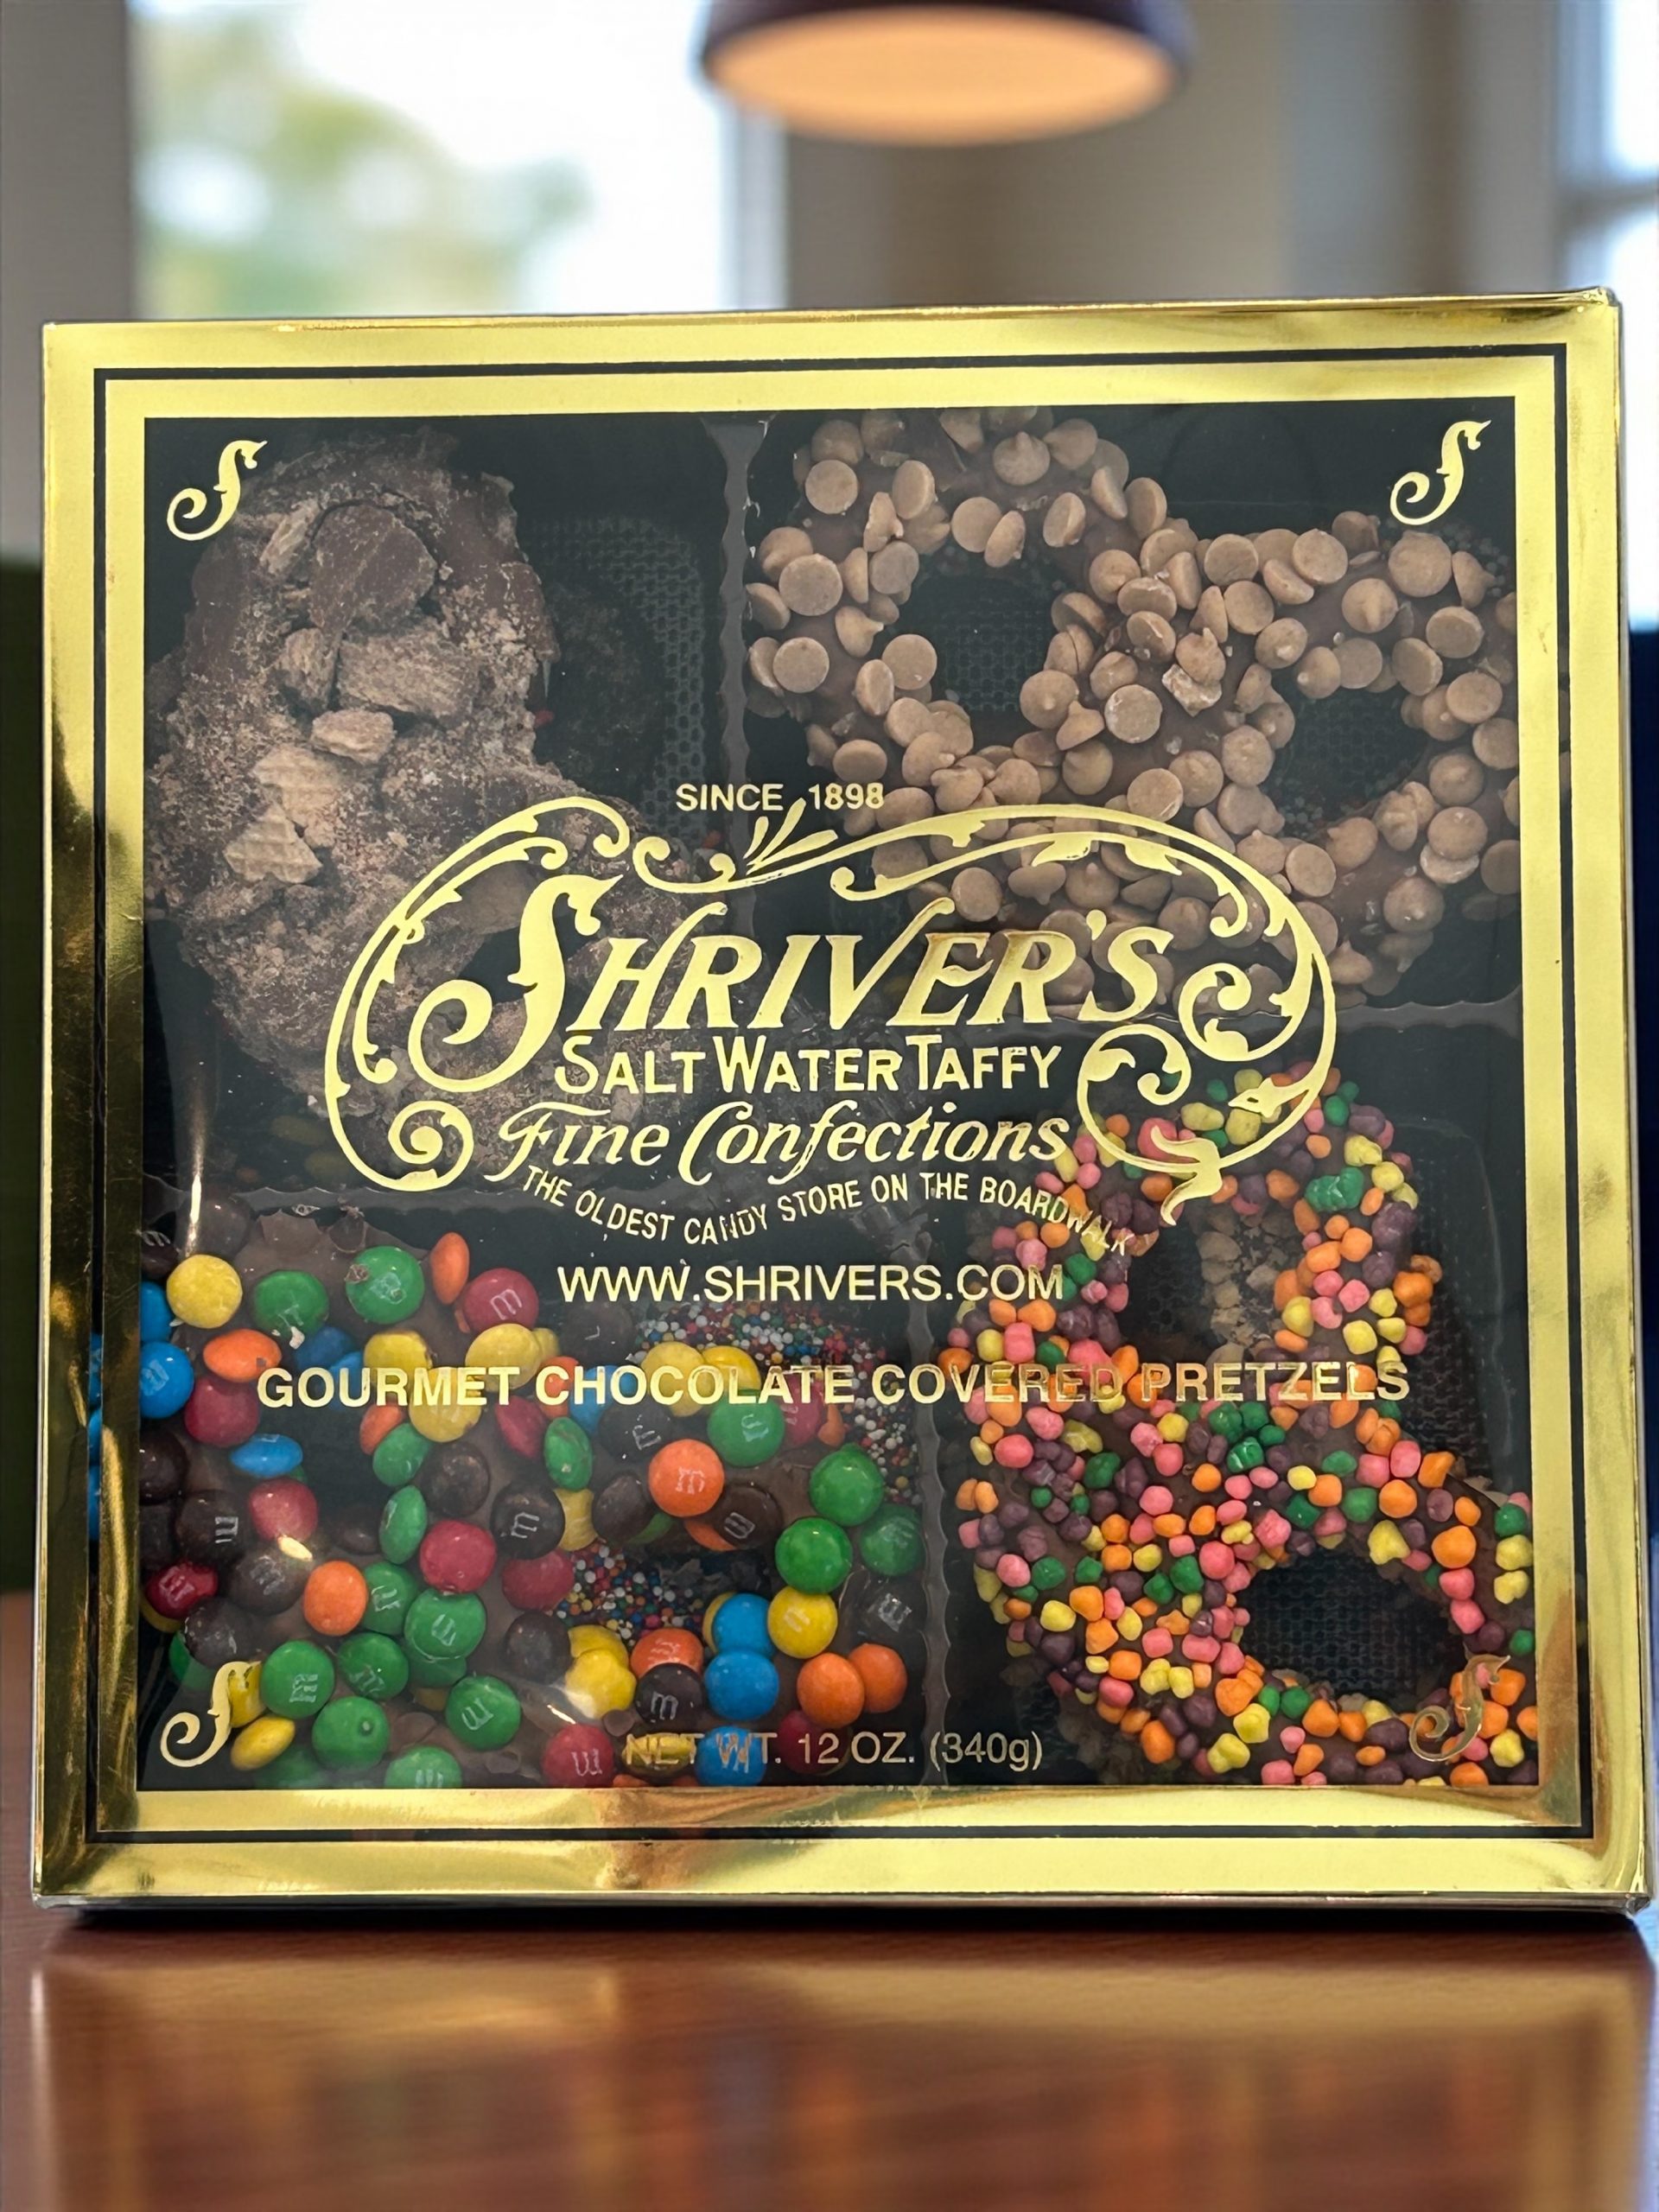 SINCE 1898
SHRIVER'S
SALT WATER TAFFY
Fine Confections
THE OLDEST CANDY STORE ON THE BOARDWALK
WWW.SHRIVERS.COM
GOURMET CHOCOLATE COVERED PRETZELS
NET WT. 12 OZ. (340g)